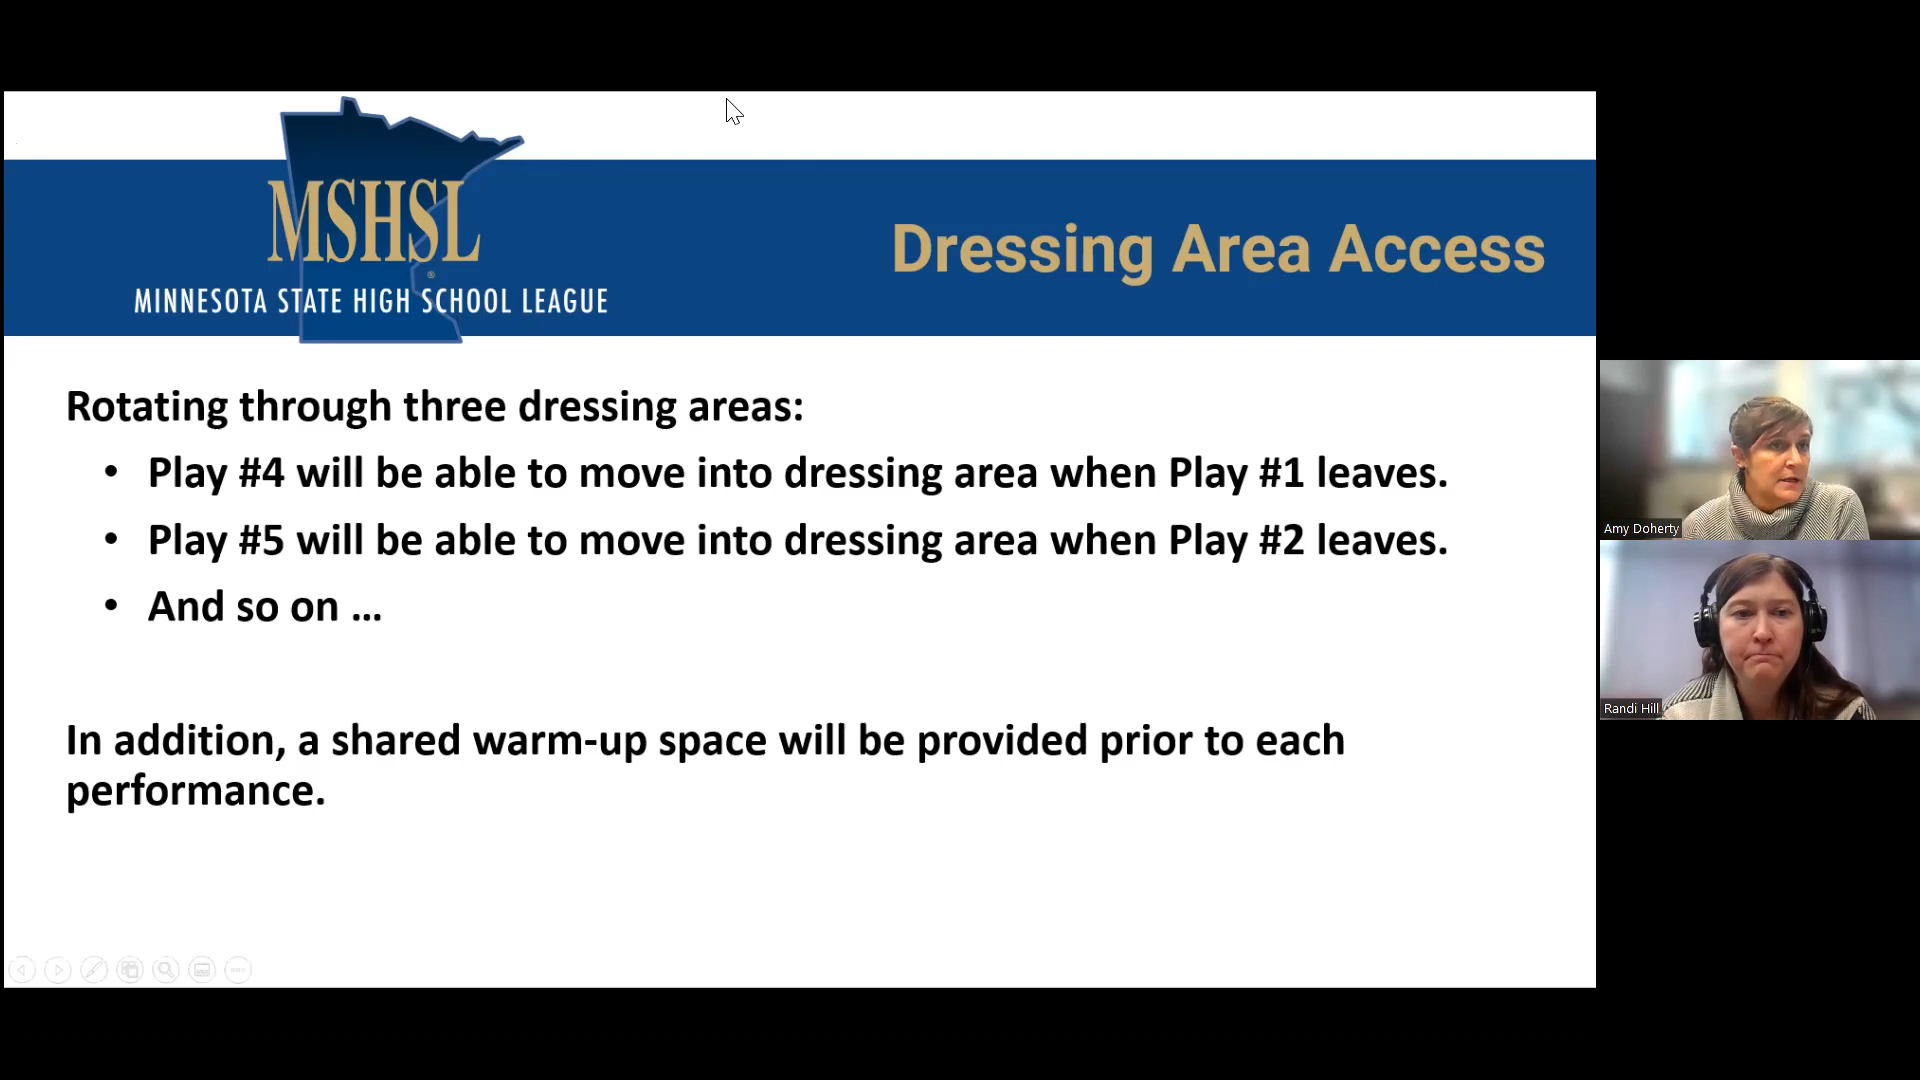 MSHSL
®
MINNESOTA STATE HIGH SCHOOL LEAGUE
Dressing Area Access
Rotating through three dressing areas:
• Play #4 will be able to move into dressing area when Play #1 leaves.
• Play #5 will be able to move into dressing area when Play #2 leaves.
• And so on ...
In addition, a shared warm-up space will be provided prior to each
performance.
Amy Doherty
Randi Hill